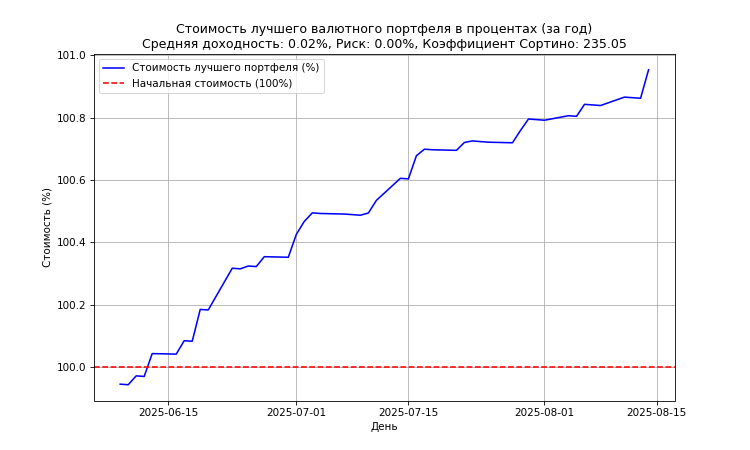 Стоимость лучшего валютного портфеля в процентах (за год)
Средняя доходность: 0.02%, Риск: 0.00%, Коэффициент Сортино: 235.05
Стоимость лучшего портфеля (%)
Начальная стоимость (100%)
Стоимость (%)
101.0
100.8
100.6
100.4
100.2
100.0
2025-06-15
2025-07-01
2025-07-15
2025-08-01
2025-08-15
День